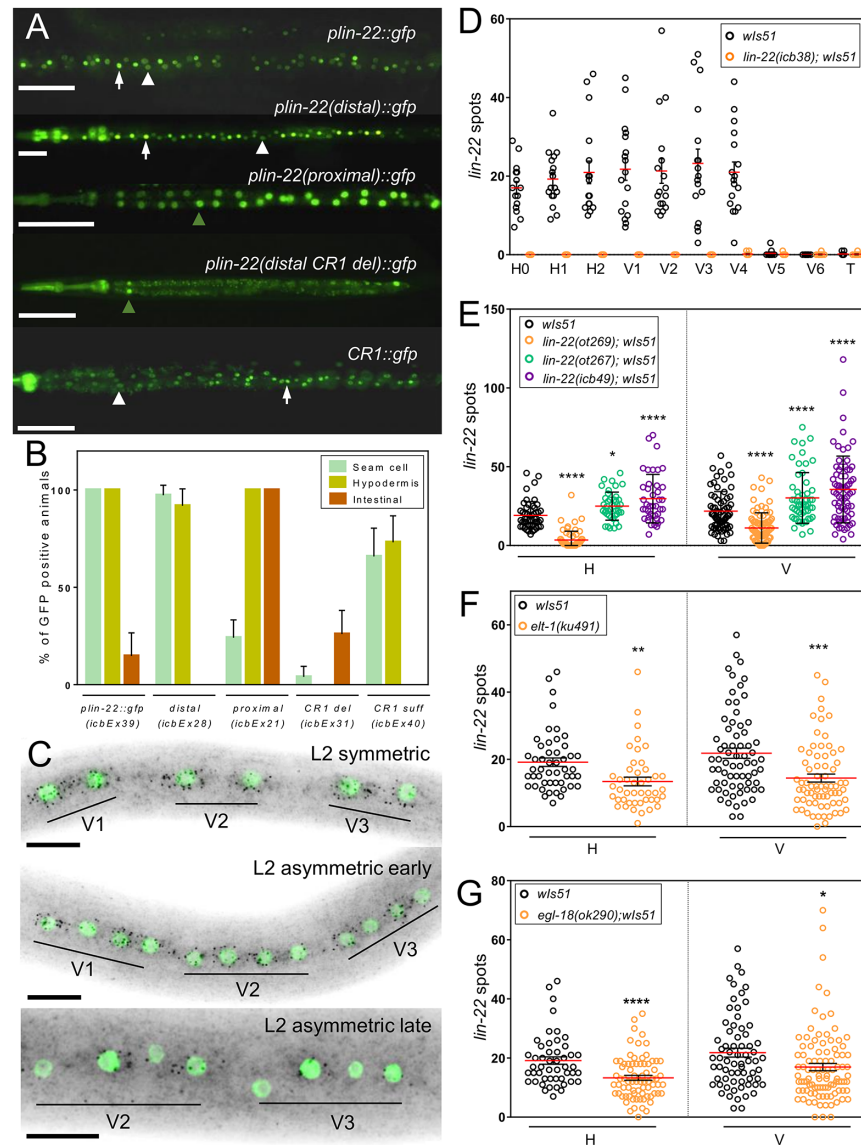 A
plin-22::gfp
plin-22(distal)::gfp
plin-22(proximal)::gfp
plin-22(distal CR1 del)::gfp
CR1::gfp
B
% of GFP positive animals
100
50
0
Seam cell
Hypodermis
Intestinal
plin-22::gfp distal proximal CR1 del CR1 suff
(icbEx39) (icbEx28) (icbEx21) (icbEx31) (icbEx40)
C
L2 symmetric
V1 V2 V3
L2 asymmetric early
V1 V2 V3
L2 asymmetric late
V2 V3
D
lin-22 spots
60
40
20
0
wIs51
lin-22(icb38); wIs51
H0 H1 H2 V1 V2 V3 V4 V5 V6 T
E
lin-22 spots
150
100
50
0
wIs51
lin-22(ot269); wIs51
lin-22(ot267); wIs51
lin-22(icb49); wIs51
**** * **** **** **** ****
H V
F
lin-22 spots
60
40
20
0
wIs51
elt-1(ku491)
** ***
H V
G
lin-22 spots
80
60
40
20
0
wIs51
egl-18(ok290);wIs51
**** *
H V